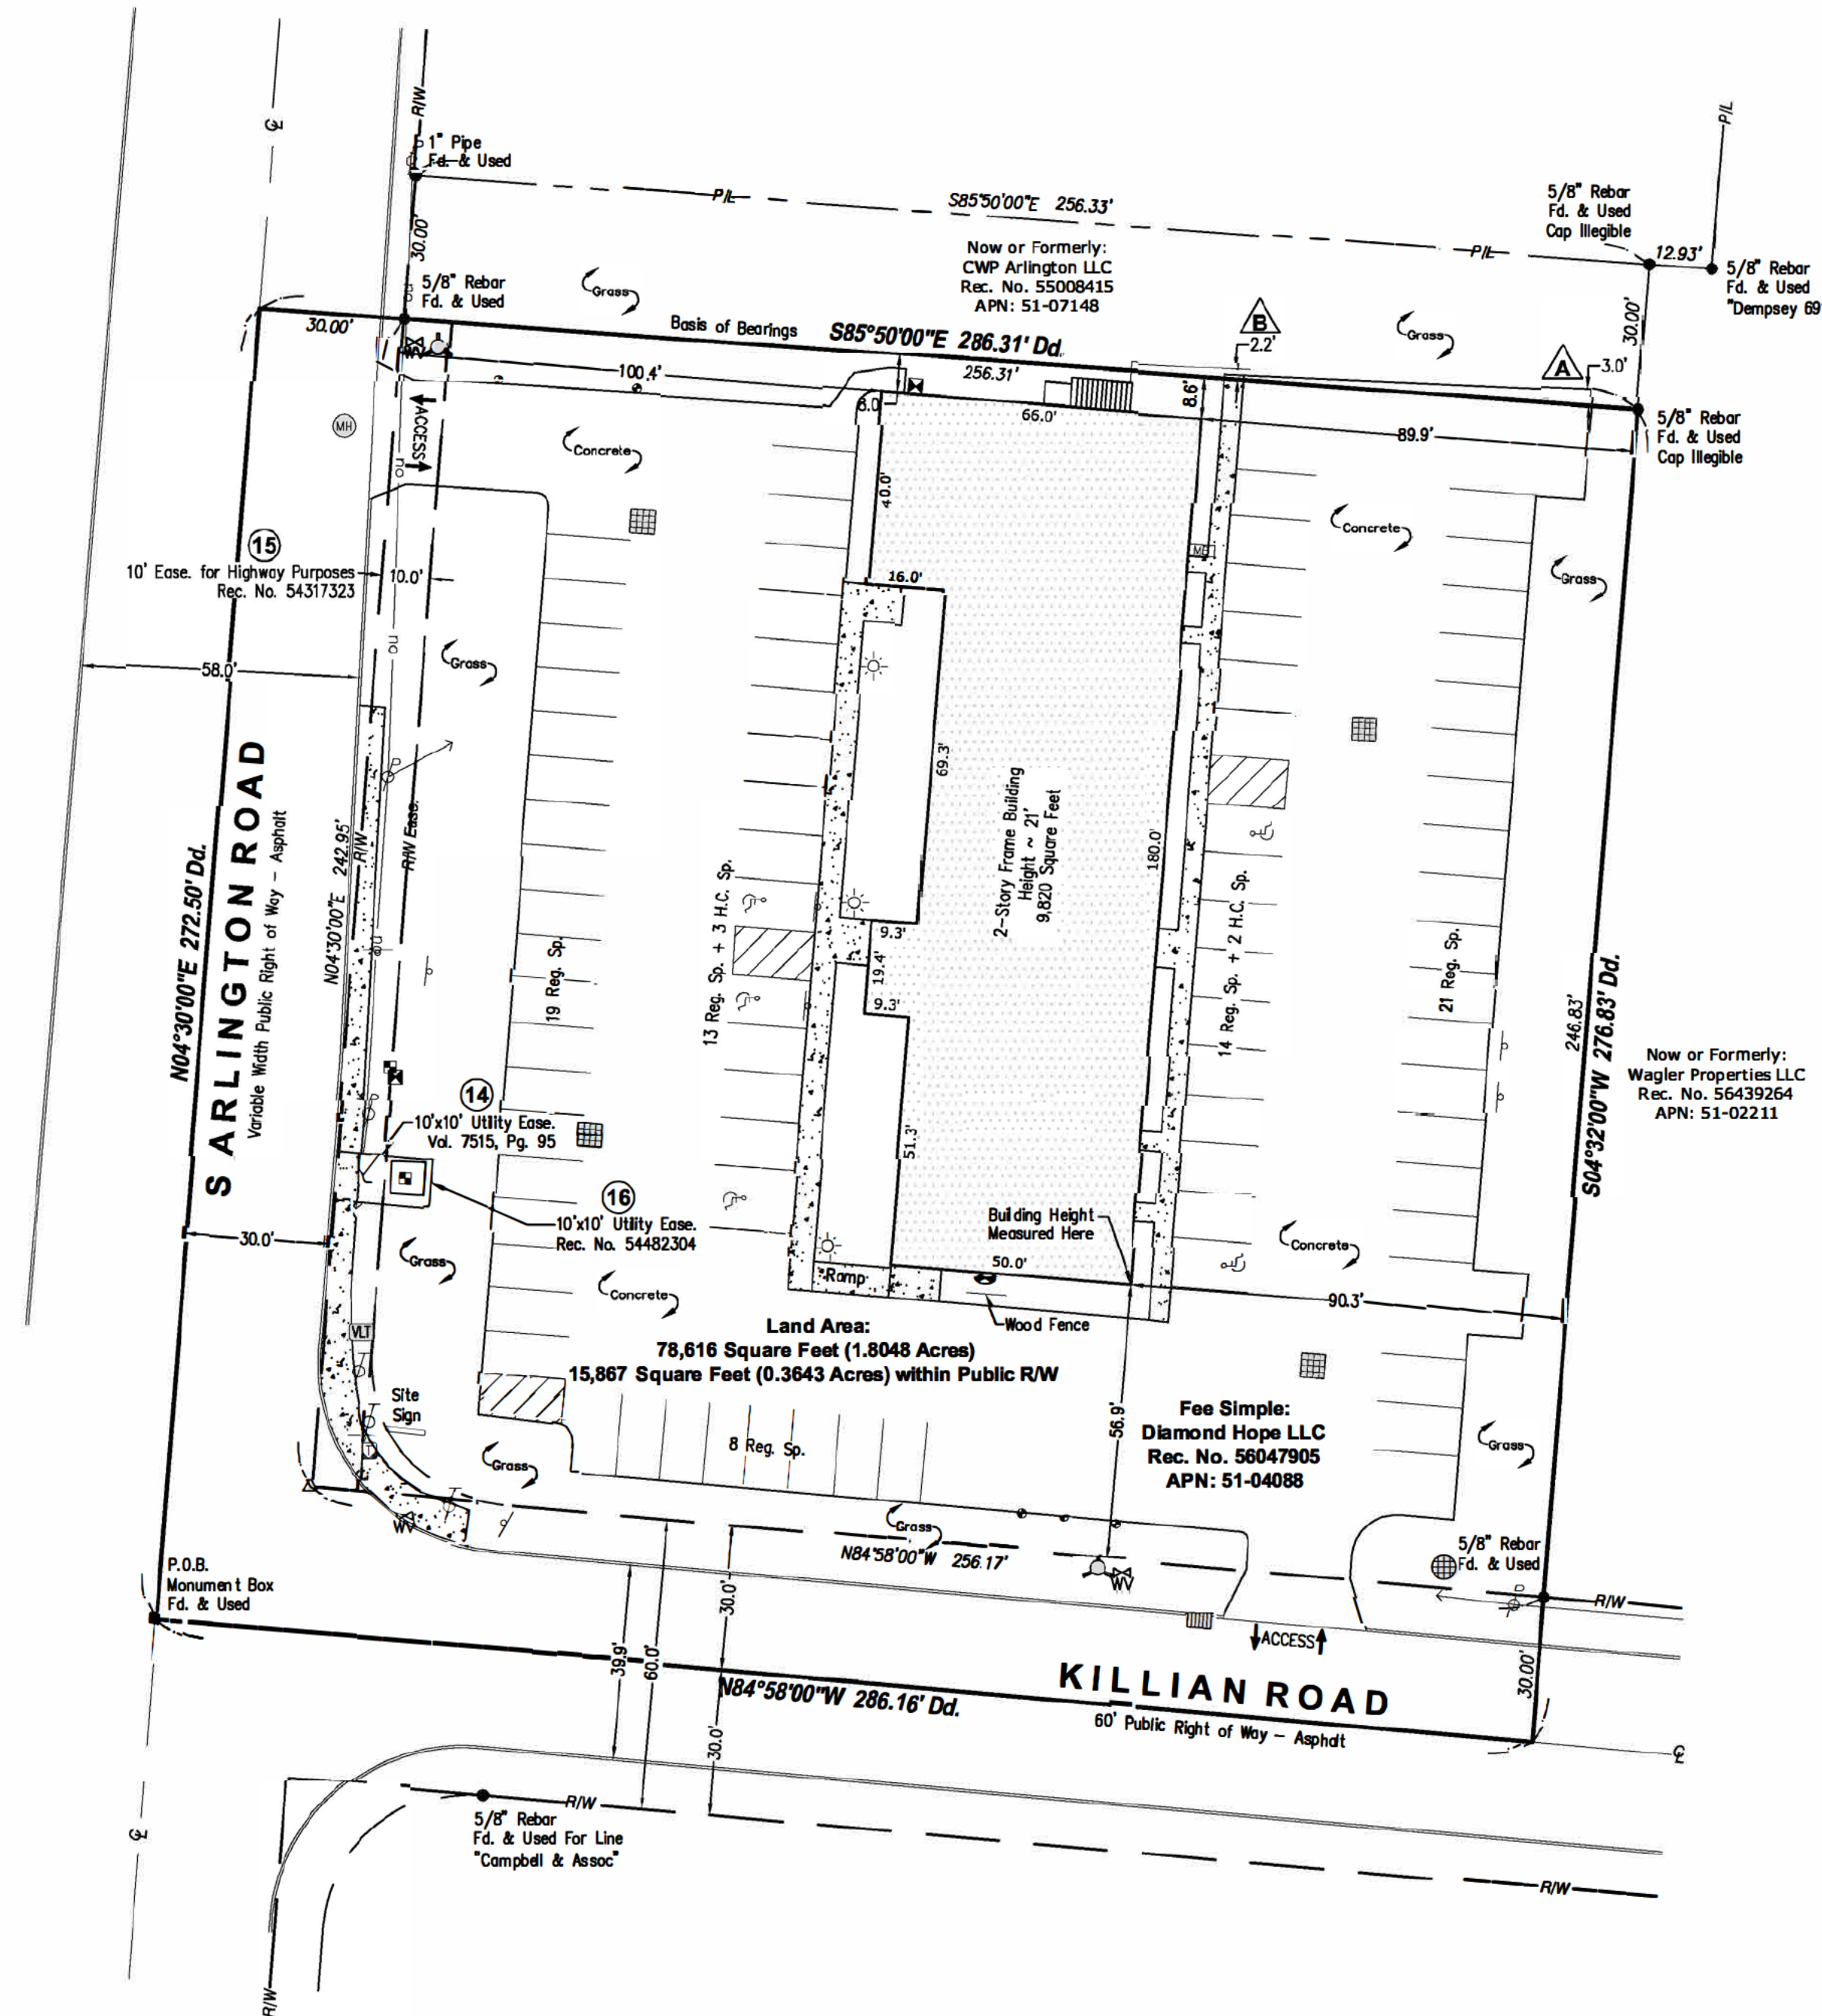 R/W
1" Pipe
Fd. & Used
P/L
S85°50'00"E 256.33'
P/L
5/8" Rebar
Fd. & Used
Cap Illegible
12.93'
P/L
5/8" Rebar
Fd. & Used
"Dempsey 69
30.00'
30.00'
Now or Formerly:
CWP Arlington LLC
Rec. No. 55008415
APN: 51-07148
Grass
Grass
5/8" Rebar
Fd. & Used
30.00'
Basis of Bearings
S85°50'00"E 286.31' Dd.
256.31'
B
2.2'
A
3.0'
100.4'
8.0'
66.0'
8.6'
89.9'
5/8" Rebar
Fd. & Used
Cap Illegible
WV
MH
ACCESS
Concrete
40.0'
Concrete
15
10' Ease. for Highway Purposes
Rec. No. 54317323
10.0'
16.0'
Grass
58.0'
Grass
69.3'
2-Story Frame Building
Height ~ 21'
9,820 Square Feet
180.0'
S ARLINGTON ROAD
Variable Width Public Right of Way - Asphalt
N04°30'00"E 272.50' Dd.
N04°30'00"E 242.95'
R/W
R/W Ease.
19 Reg. Sp.
13 Reg. Sp. + 3 H.C. Sp.
9.3'
19.4'
9.3'
14 Reg. Sp. + 2 H.C. Sp.
21 Reg. Sp.
246.83'
S04°32'00"W 276.83' Dd.
Now or Formerly:
Wagler Properties LLC
Rec. No. 56439264
APN: 51-02211
14
10'x10' Utility Ease.
Vol. 7515, Pg. 95
51.3'
16
10'x10' Utility Ease.
Rec. No. 54482304
30.0'
Grass
Concrete
Building Height
Measured Here
Concrete
Ramp
50.0'
90.3'
Wood Fence
VLT
Land Area:
78,616 Square Feet (1.8048 Acres)
15,867 Square Feet (0.3643 Acres) within Public R/W
56.9'
Site
Sign
T
8 Reg. Sp.
Fee Simple:
Diamond Hope LLC
Rec. No. 56047905
APN: 51-04088
Grass
Grass
Grass
WV
N84°58'00"W 256.17'
WV
5/8" Rebar
Fd. & Used
R/W
P.O.B.
Monument Box
Fd. & Used
30.0'
39.9'
60.0'
30.0'
ACCESS
KILLIAN ROAD
60' Public Right of Way - Asphalt
N84°58'00"W 286.16' Dd.
30.00'
R/W
5/8" Rebar
Fd. & Used For Line
"Campbell & Assoc"
R/W
R/W